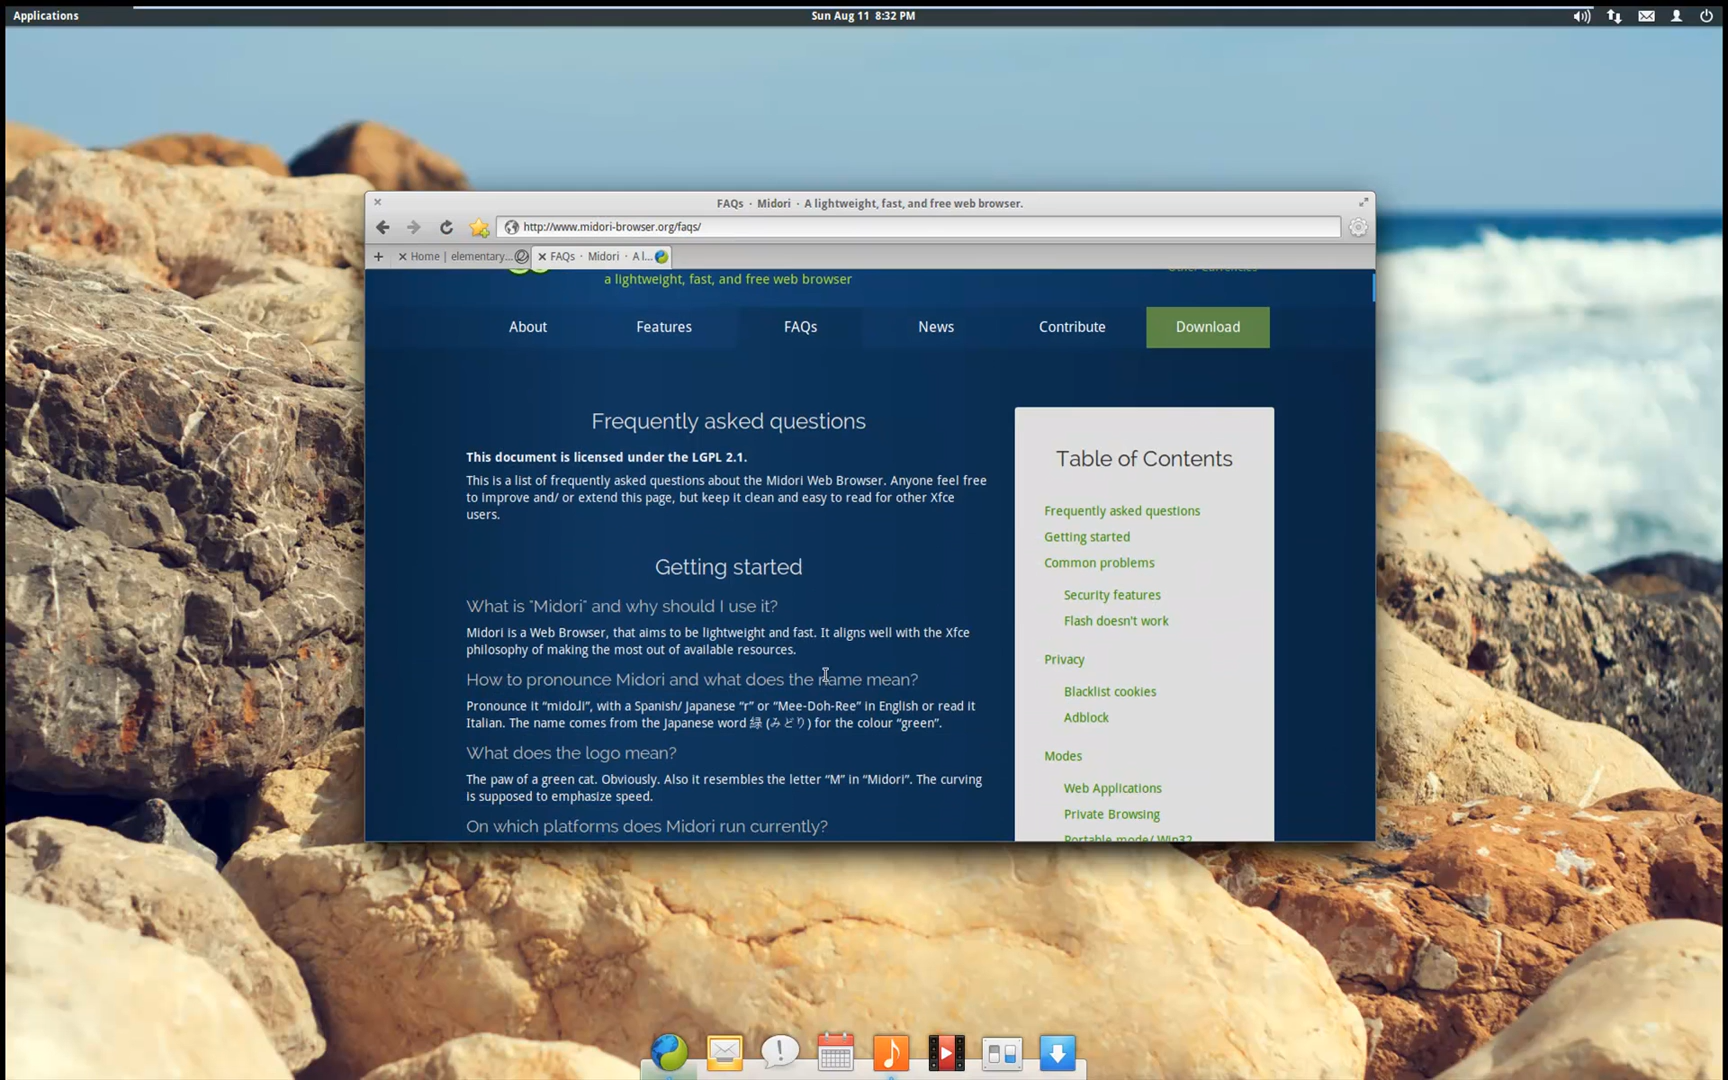 Applications
Sun Aug 11 8:32 PM
FAQs · Midori · A lightweight, fast, and free web browser.
http://www.midori-browser.org/faqs/
Home | elementary...
FAQs · Midori · A l...
a lightweight, fast, and free web browser
Other Currencies
About
Features
FAQs
News
Contribute
Download
Frequently asked questions
This document is licensed under the LGPL 2.1.
This is a list of frequently asked questions about the Midori Web Browser. Anyone feel free
to improve and/ or extend this page, but keep it clean and easy to read for other Xfce
users.
Getting started
What is "Midori" and why should I use it?
Midori is a Web Browser, that aims to be lightweight and fast. It aligns well with the Xfce
philosophy of making the most out of available resources.
How to pronounce Midori and what does the name mean?
Pronounce it “midoɺi”, with a Spanish/ Japanese “r” or “Mee-Doh-Ree” in English or read it
Italian. The name comes from the Japanese word 緑 (みどり) for the colour “green”.
What does the logo mean?
The paw of a green cat. Obviously. Also it resembles the letter “M” in “Midori”. The curving
is supposed to emphasize speed.
On which platforms does Midori run currently?
Table of Contents
Frequently asked questions
Getting started
Common problems
Security features
Flash doesn't work
Privacy
Blacklist cookies
Adblock
Modes
Web Applications
Private Browsing
Portable mode/ Win32